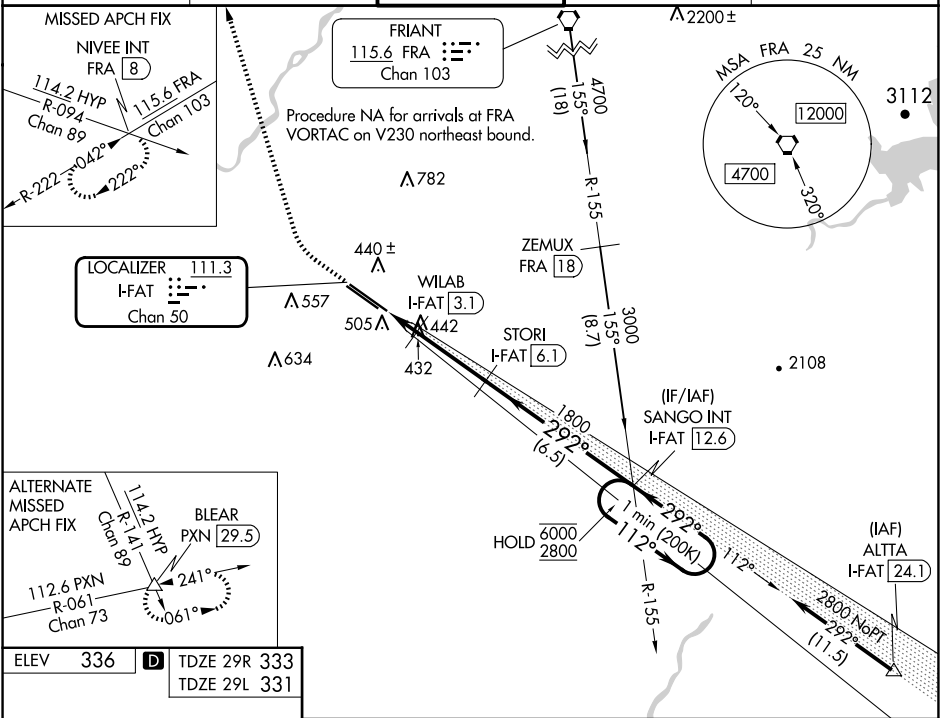 MISSED APCH FIX
NIVEE INT
FRA 8
114.2 HYP
R-094
Chan 89
115.6 FRA
Chan 103
R-222
042°
222°
FRIANT
115.6 FRA
Chan 103
Procedure NA for arrivals at FRA
VORTAC on V230 northeast bound.
4700
155°
(18)
R-155
2200 ±
MSA FRA 25 NM
120°
12000
4700
320°
3112
782
ZEMUX
FRA 18
3000
155°
(8.7)
LOCALIZER 111.3
I-FAT
Chan 50
440 ±
557
505
442
634
432
WILAB
I-FAT 3.1
STORI
I-FAT 6.1
2108
1800
292°
(6.5)
(IF/IAF)
SANGO INT
I-FAT 12.6
HOLD 6000
2800
1 min (200K)
292°
112°
112°
R-155
(IAF)
ALTTA
I-FAT 24.1
2800 NoPT
292°
(11.5)
ALTERNATE
MISSED
APCH FIX
114.2 HYP
R-141
Chan 89
BLEAR
PXN 29.5
112.6 PXN
R-061
Chan 73
241°
061°
ELEV 336
D
TDZE 29R 333
TDZE 29L 331